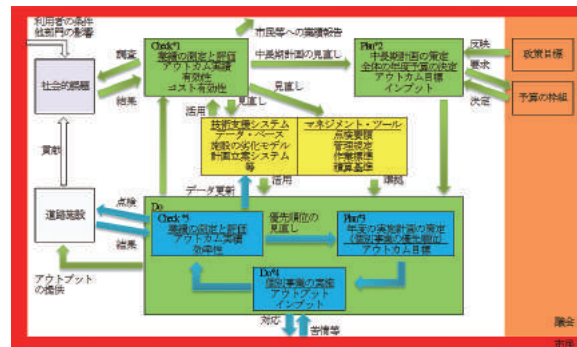 利用者の条件
他部門の影響
市民等への業績報告
Check*1
業績の測定と評価
アウトカム実績
有効性
コスト有効性
調査
結果
社会的課題
中長期計画の見直し
見直し
Plan*2
中長期計画の策定
全体の年度予算の決定
アウトカム目標
インプット
反映
要求
決定
政策目標
予算の枠組
活用
見直し
技術支援システム
データ・ベース
施設の劣化モデル
計画立案システム
等
マネジメント・ツール
点検要領
管理規定
作業標準
積算基準
貢献
データ更新
活用
準拠
道路施設
点検
結果
アウトプット
の提供
Do
Check*5
業績の測定と評価
アウトカム実績
効率性
優先順位の
見直し
Plan*3
年度の実施計画の策定
(個別事業の優先順位)
アウトカム目標
Do*4
個別事業の実施
アウトプット
インプット
対応
苦情等
議会
市民